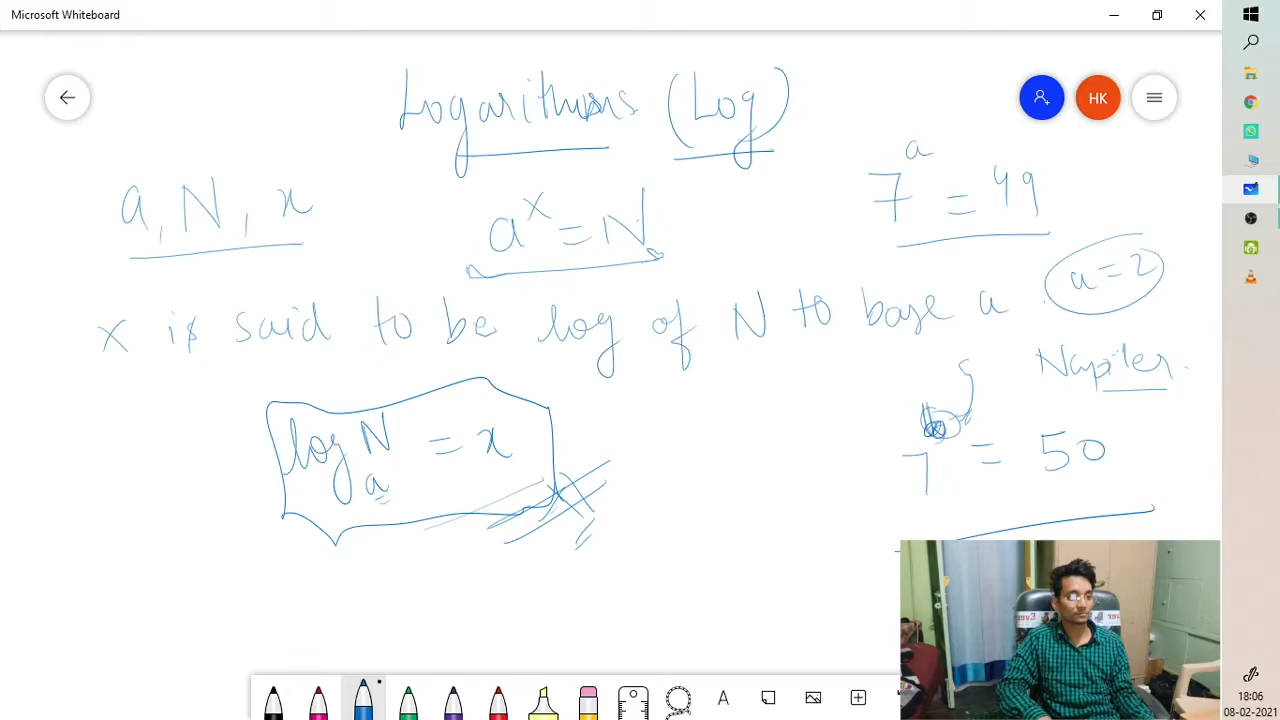 Microsoft Whiteboard
Logarithms (Log)
HK
a, N, x
a^x = N
7^a = 49
a = 2
x is said to be log of N to base a.
Napier.
log_a N = x
7^b = 50
A
18:06
08-02-2021